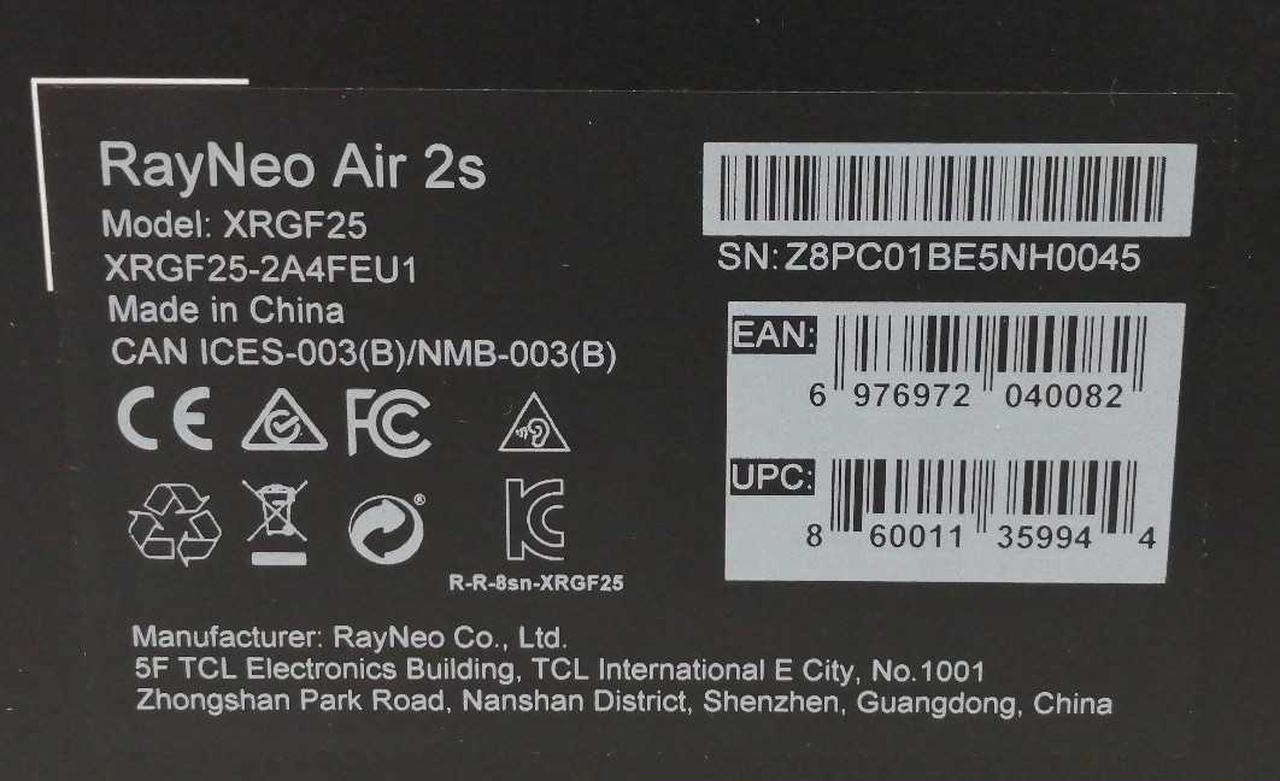 RayNeo Air 2s
Model: XRGF25
XRGF25-2A4FEU1
Made in China
CAN ICES-003(B)/NMB-003(B)
CE FC
®
R-R-8sn-XRGF25
SN:Z8PC01BE5NH0045
EAN:
6 976972 040082
UPC:
8 60011 35994 4
Manufacturer: RayNeo Co., Ltd.
5F TCL Electronics Building, TCL International E City, No.1001
Zhongshan Park Road, Nanshan District, Shenzhen, Guangdong, China